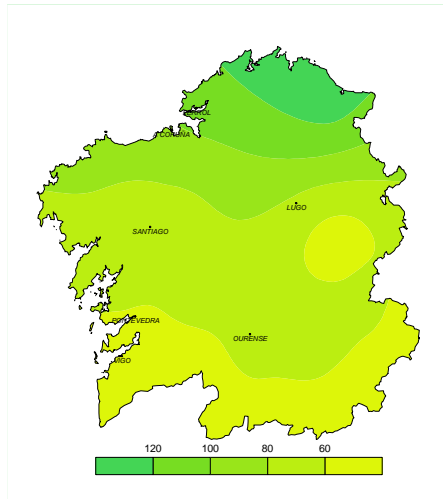 FERROL
A CORUÑA
LUGO
SANTIAGO
PONTEVEDRA
OURENSE
VIGO
120 100 80 60